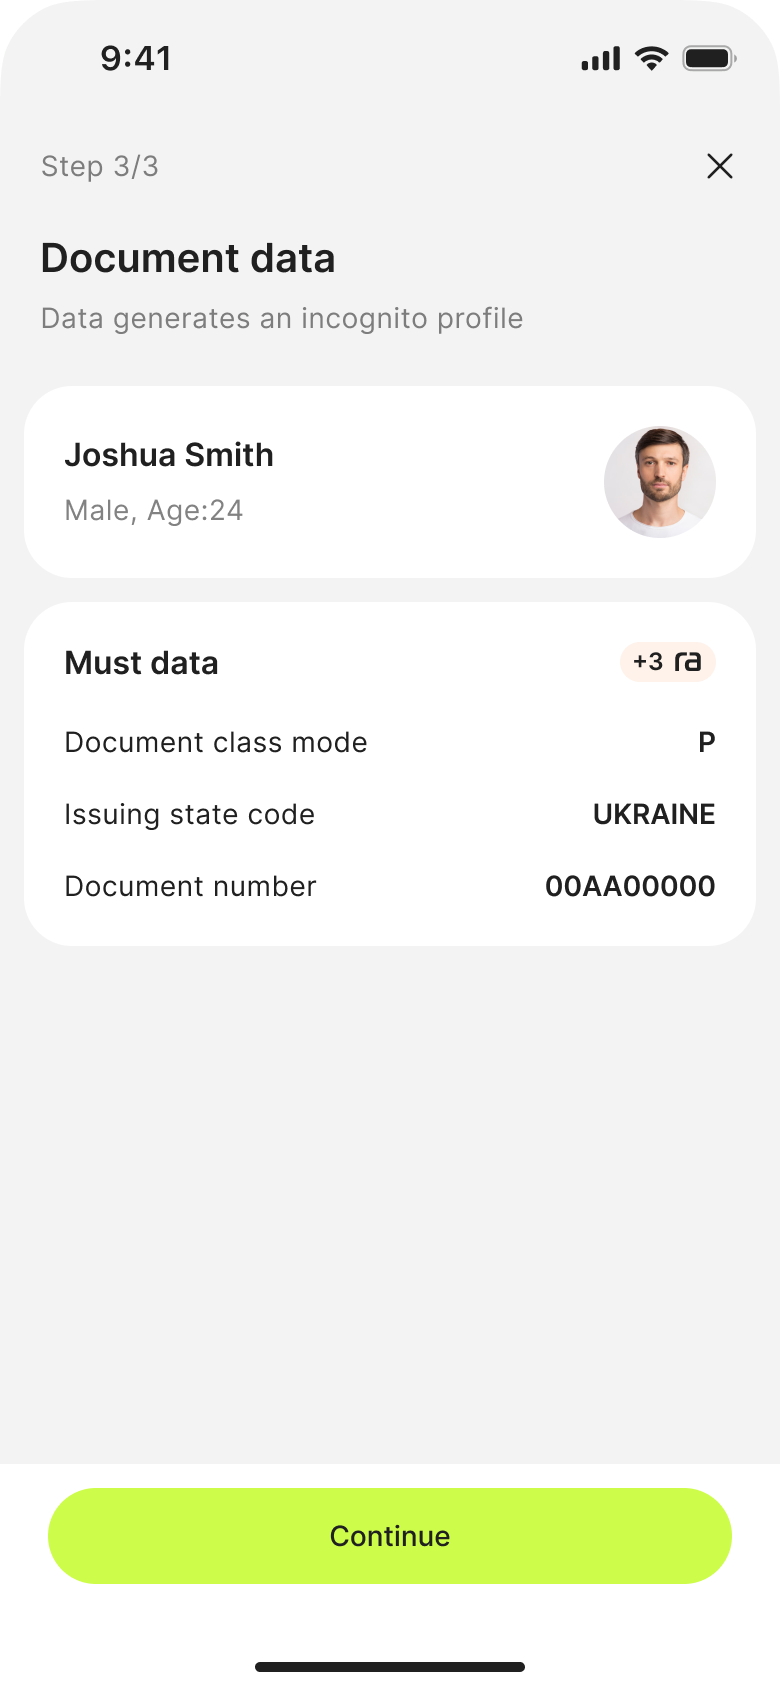 9:41
Step 3/3
Document data
Data generates an incognito profile
Joshua Smith
Male, Age:24
Must data +3 ra
Document class mode P
Issuing state code UKRAINE
Document number 00AA00000
Continue